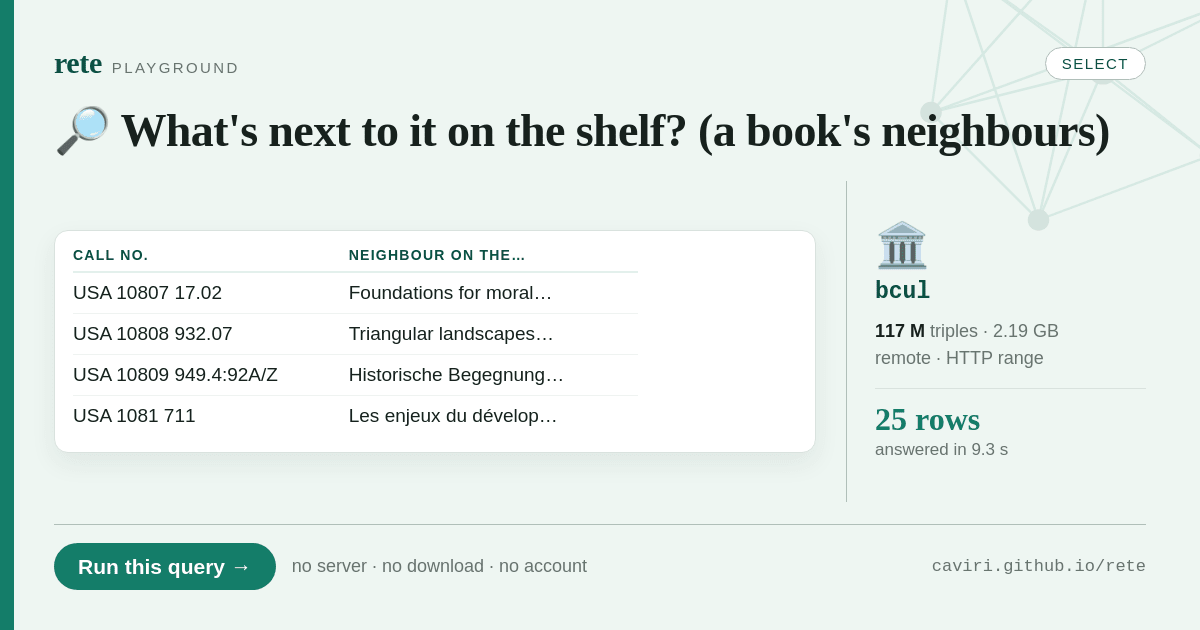 rete PLAYGROUND
SELECT
What's next to it on the shelf? (a book's neighbours)
CALL NO. NEIGHBOUR ON THE…
USA 10807 17.02 Foundations for moral…
USA 10808 932.07 Triangular landscapes…
USA 10809 949.4:92A/Z Historische Begegnung…
USA 1081 711 Les enjeux du dévelop…
bcul
117 M triples · 2.19 GB
remote · HTTP range
25 rows
answered in 9.3 s
Run this query →
no server · no download · no account
caviri.github.io/rete